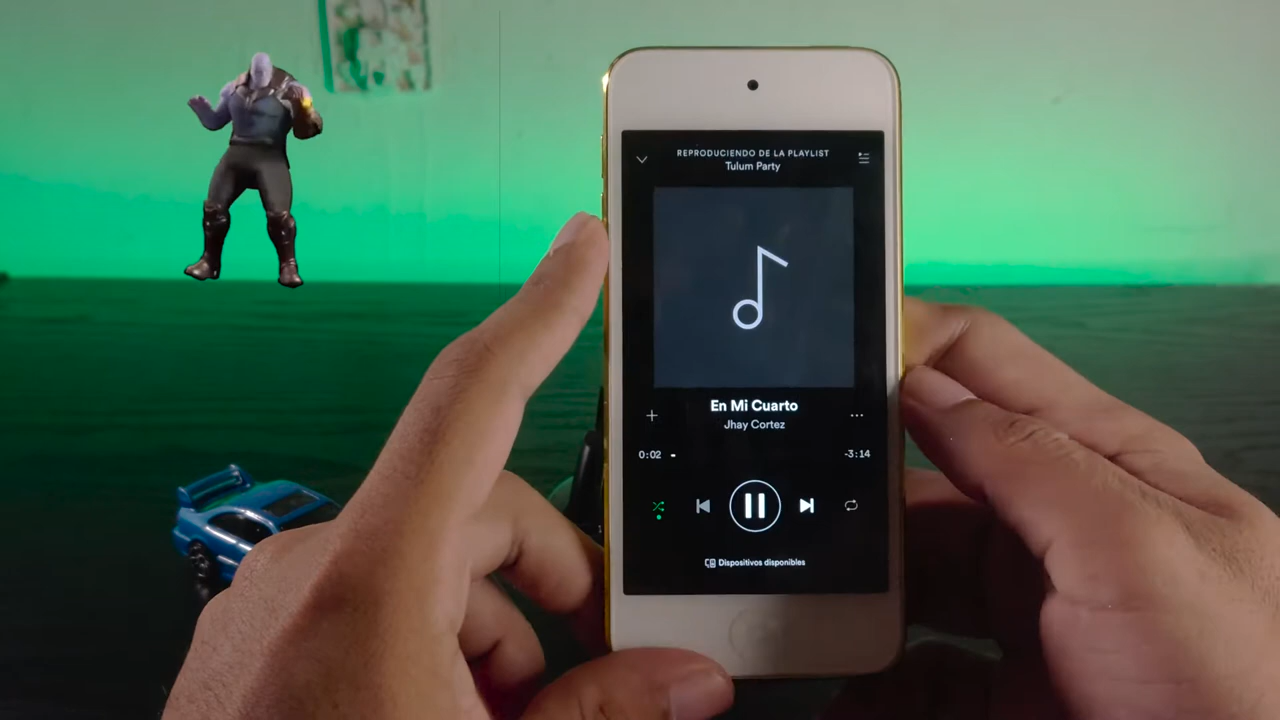 REPRODUCIENDO DE LA PLAYLIST
Tulum Party
En Mi Cuarto
Jhay Cortez
0:02
-3:14
Dispositivos disponibles